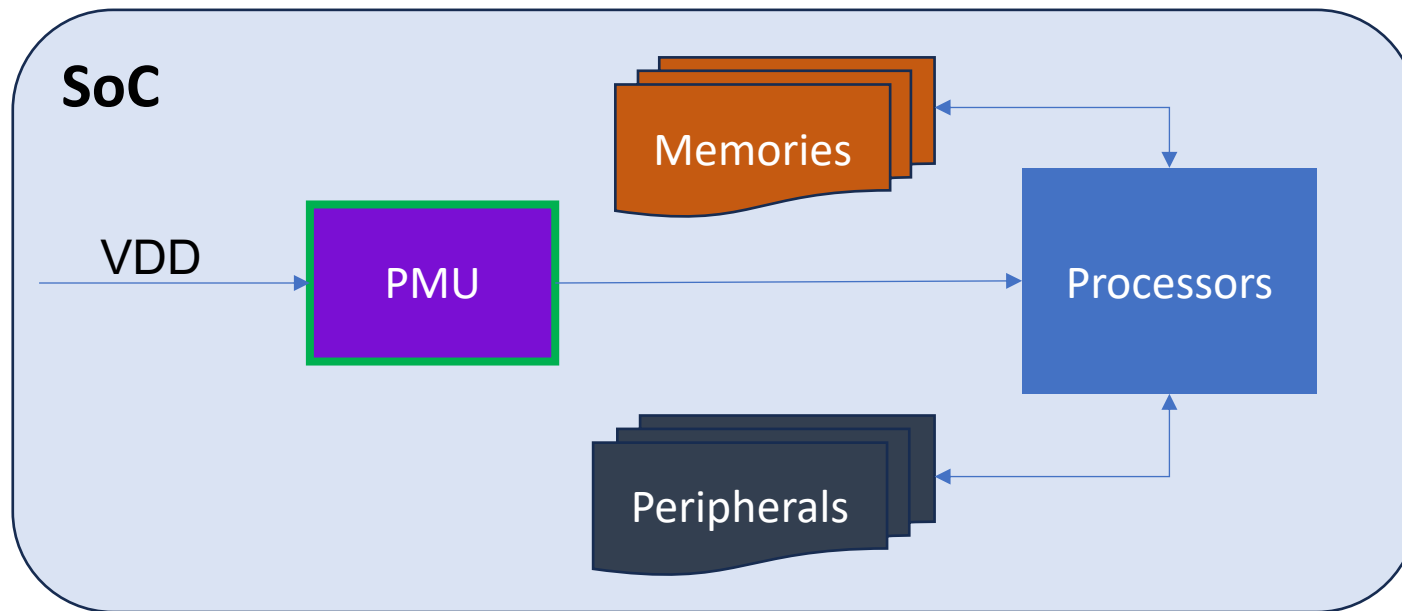 SoC
Memories
VDD
PMU
Processors
Peripherals